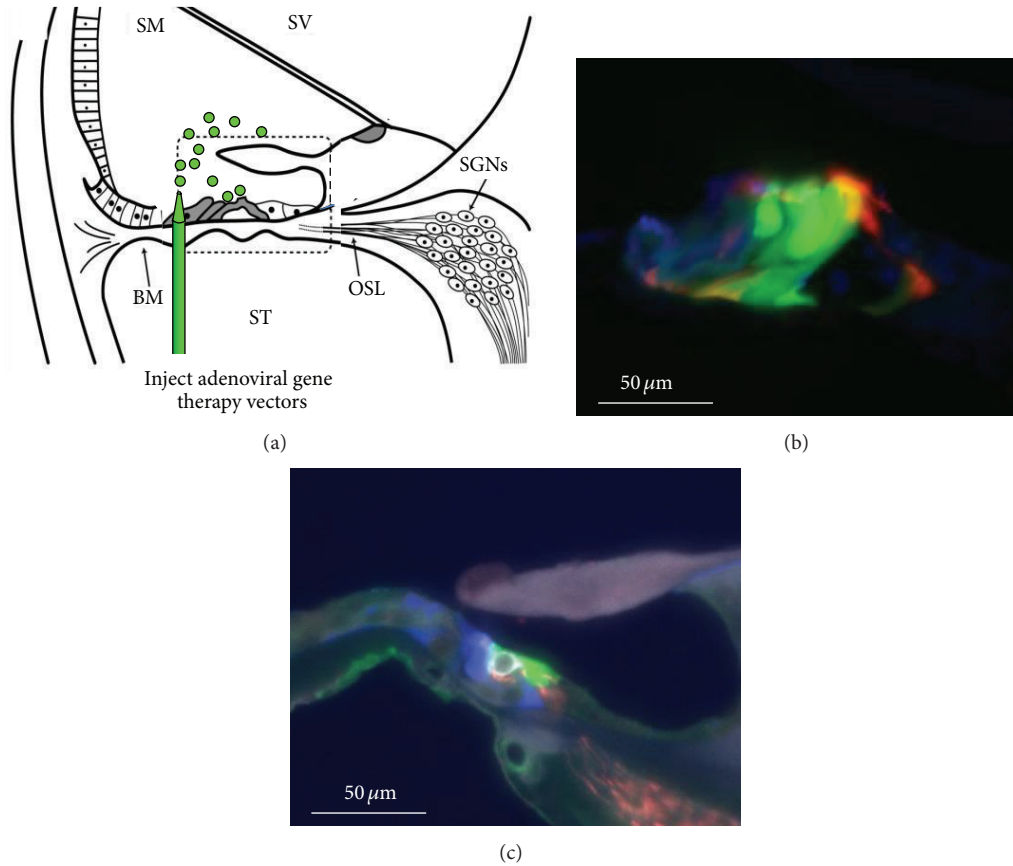 SM
SV
SGNs
BM
OSL
ST
Inject adenoviral gene
therapy vectors
(a)
50 μm
(b)
50 μm
(c)